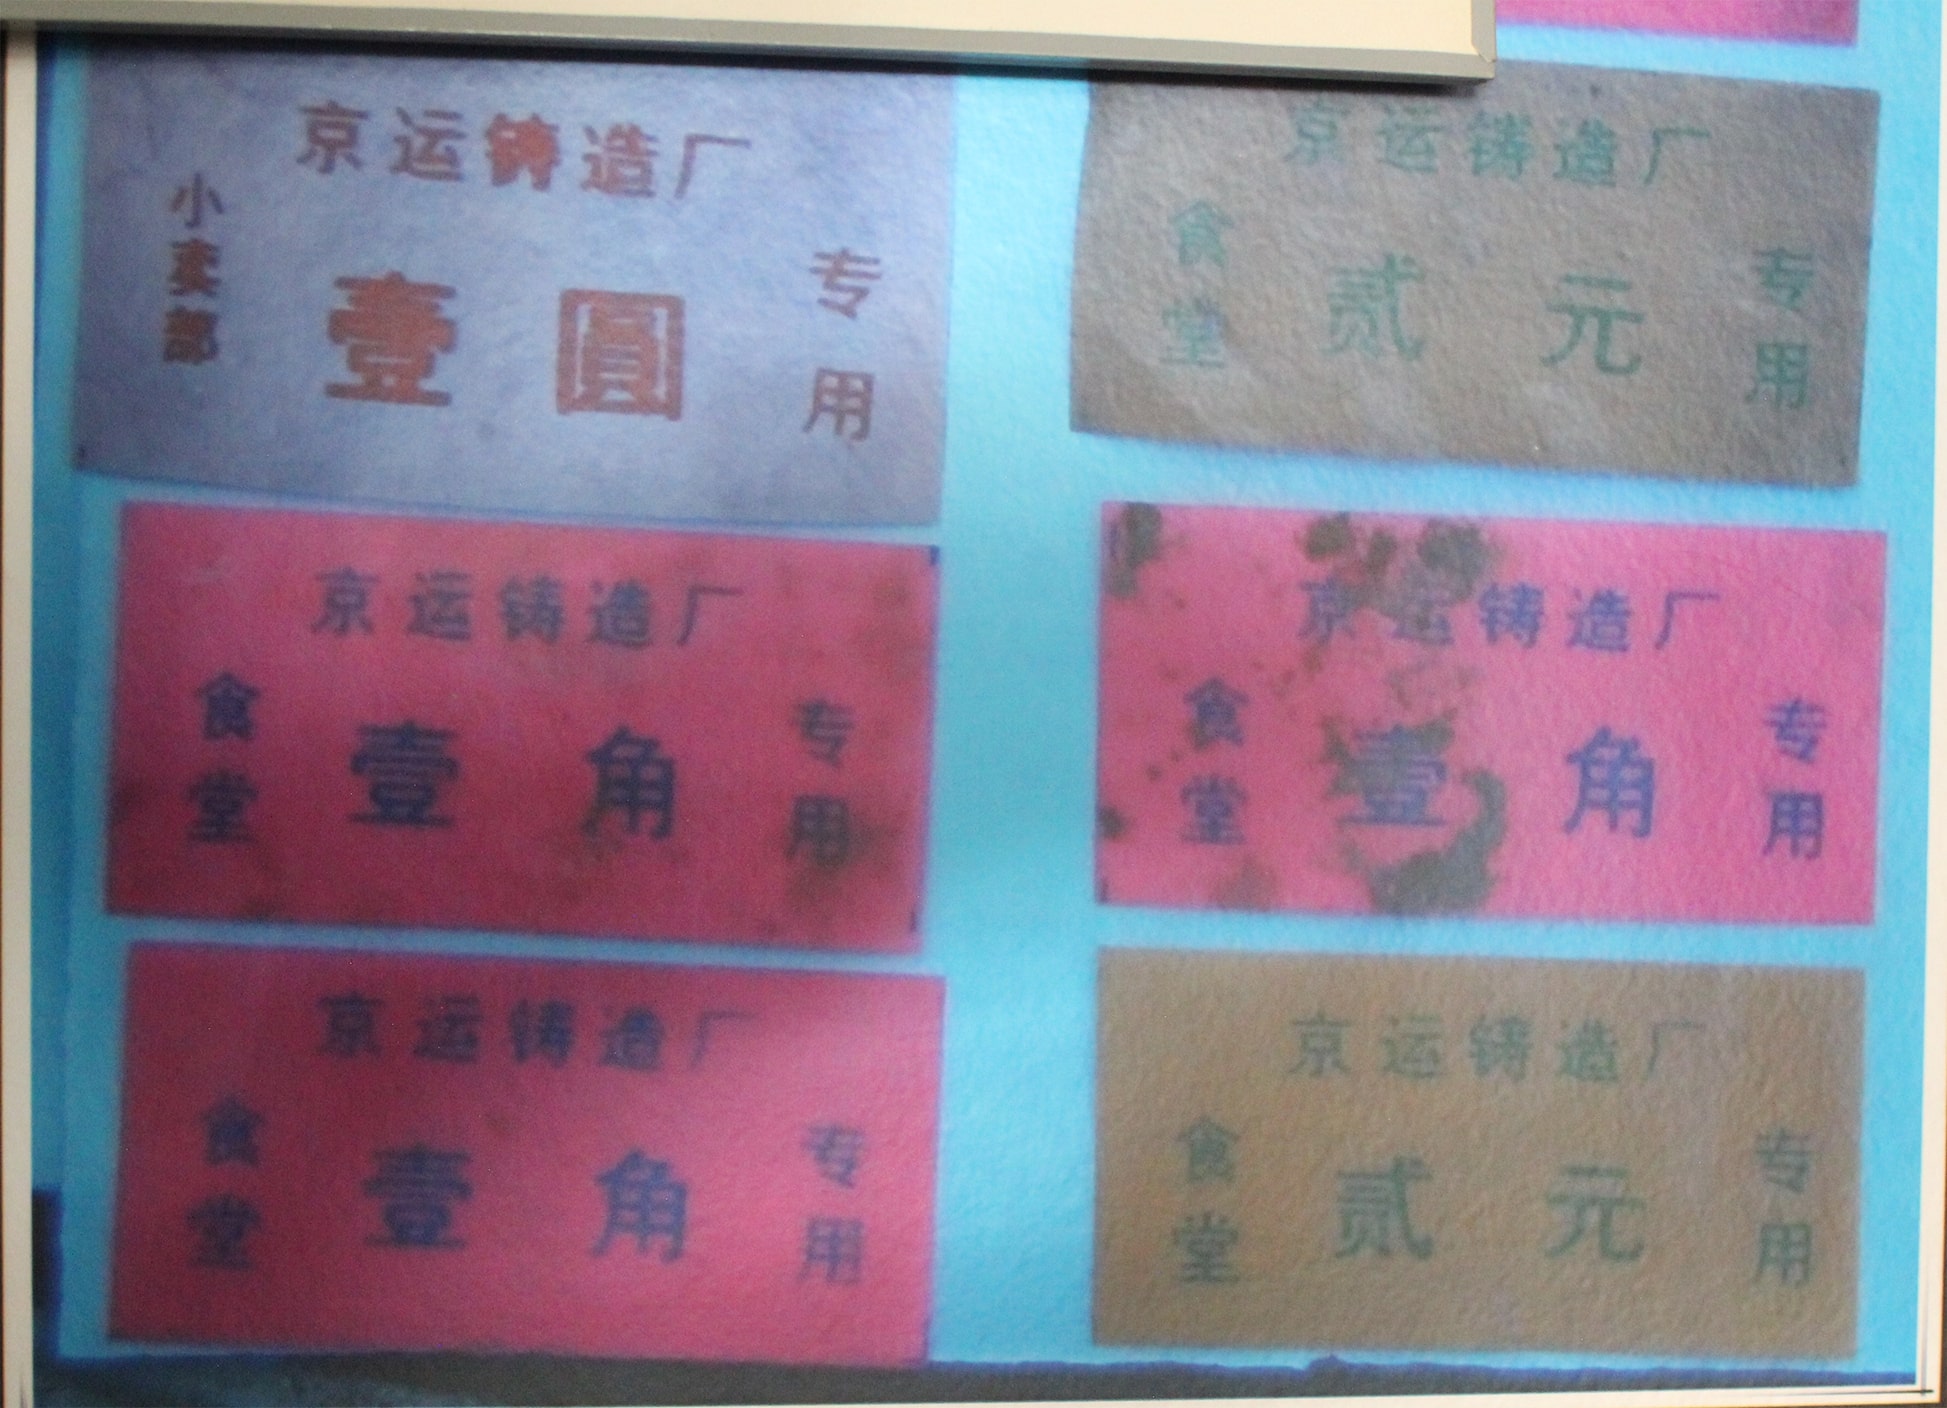 京运铸造厂
小卖部
壹圆
专用
京运铸造厂
食堂
贰元
专用
京运铸造厂
食堂
壹角
专用
京运铸造厂
食堂
壹角
专用
京运铸造厂
食堂
壹角
专用
京运铸造厂
食堂
贰元
专用